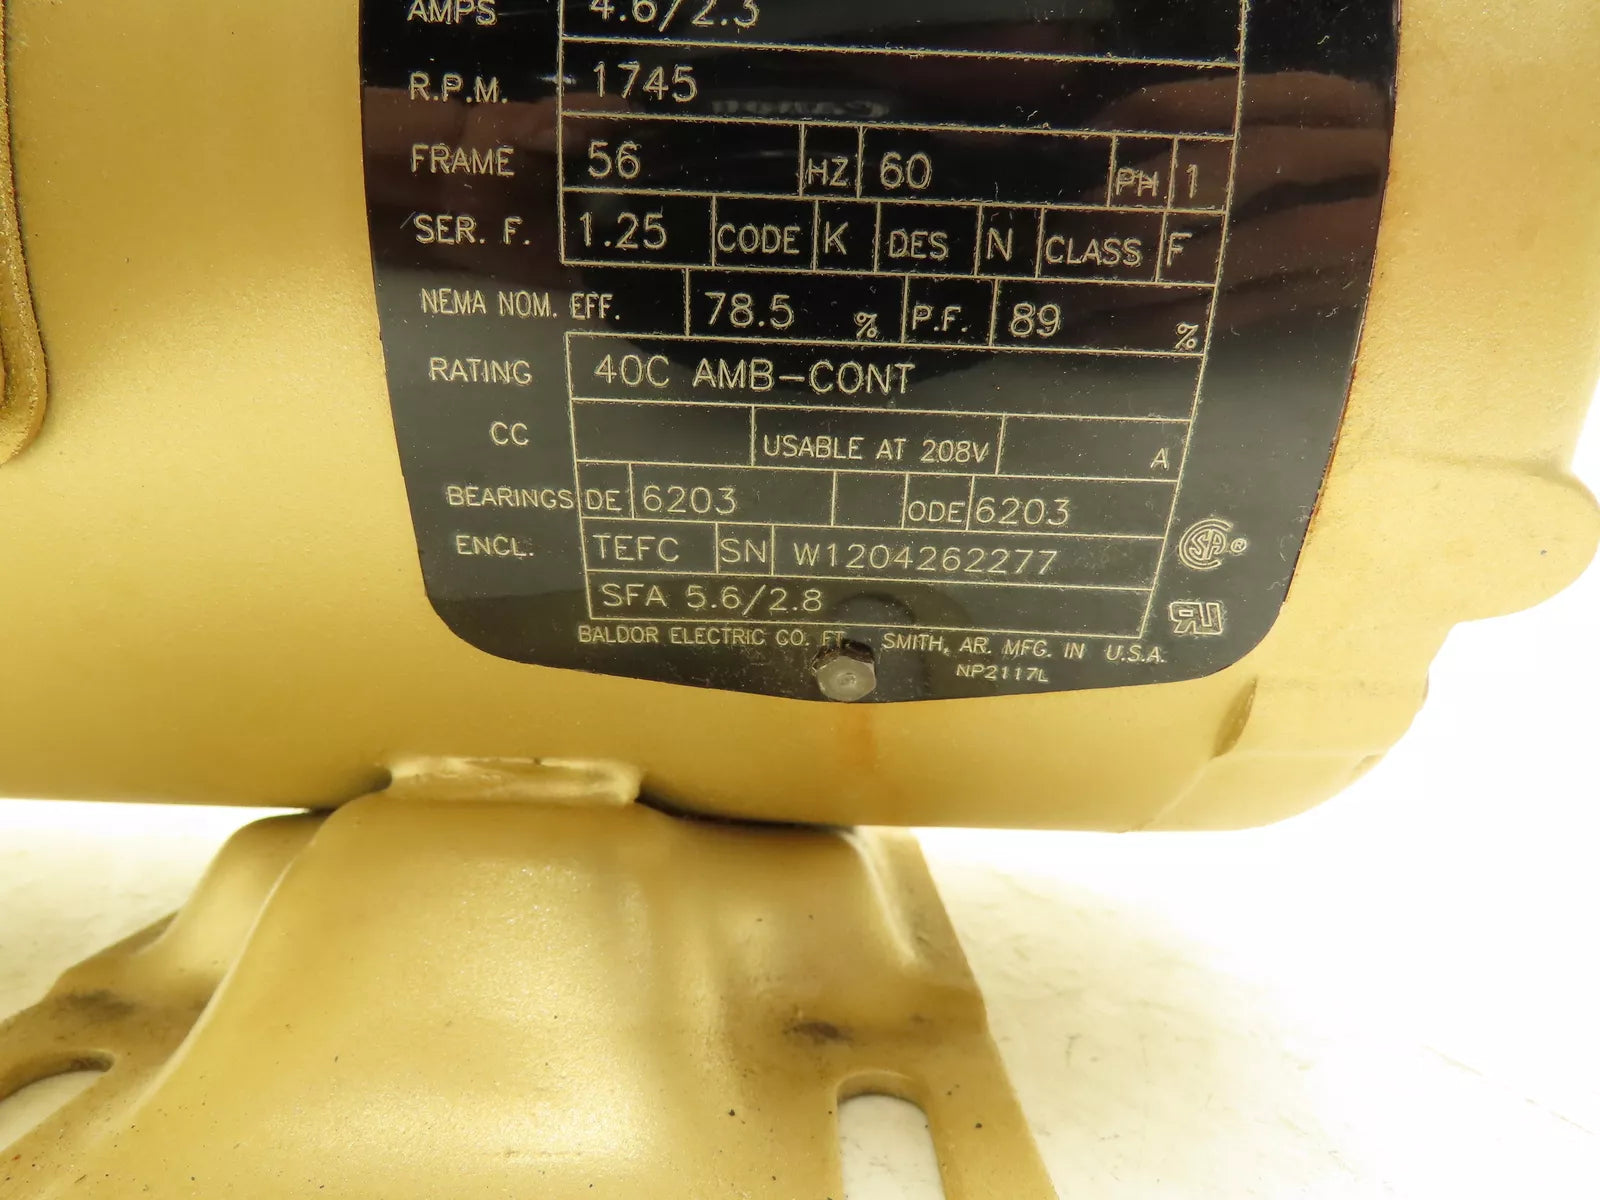 AMPS 4.6/2.3
R.P.M. 1745
FRAME 56 HZ 60 PH 1
SER. F. 1.25 CODE K DES N CLASS F
NEMA NOM. EFF. 78.5 % P.F. 89 %
RATING 40C AMB-CONT
CC USABLE AT 208V A
BEARINGS DE 6203 ODE 6203
ENCL. TEFC SN W1204262277
SFA 5.6/2.8
BALDOR ELECTRIC CO. FT. SMITH, AR. MFG. IN U.S.A.
NP2117L
SA ®
RU